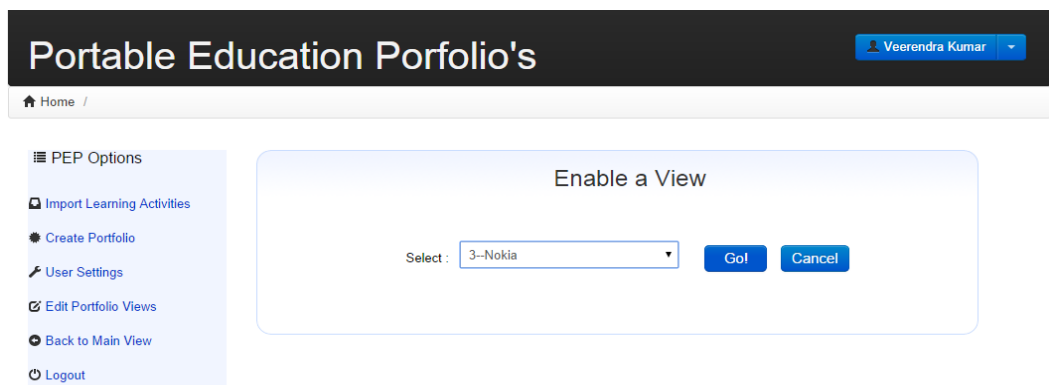 Portable Education Porfolio's
Veerendra Kumar
Home /
PEP Options
Import Learning Activities
Create Portfolio
User Settings
Edit Portfolio Views
Back to Main View
Logout
Enable a View
Select : 3--Nokia Go! Cancel